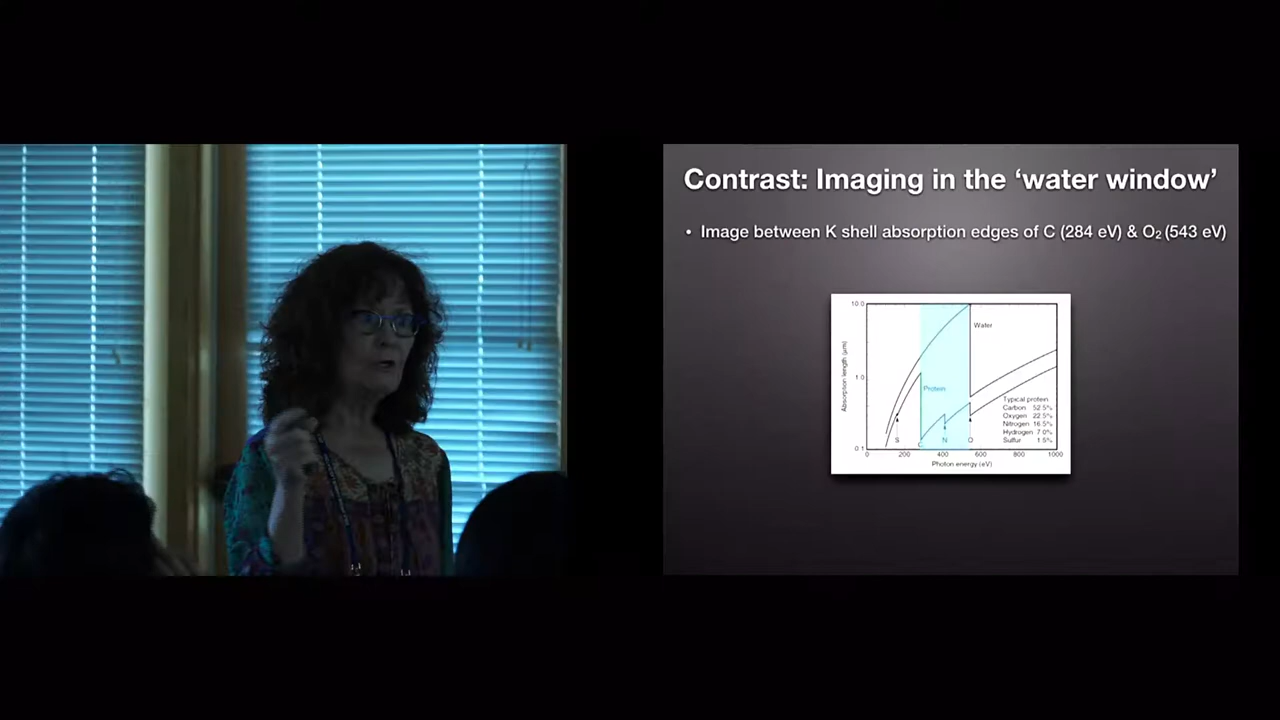 Contrast: Imaging in the ‘water window’
• Image between K shell absorption edges of C (284 eV) & O₂ (543 eV)
10.0
Water
Absorption length (µm)
1.0
Protein
Typical protein
Carbon 52.5%
Oxygen 22.5%
Nitrogen 16.5%
Hydrogen 7.0%
Sulfur 1.5%
S
C
N
O
0.1
0 200 400 600 800 1000
Photon energy (eV)